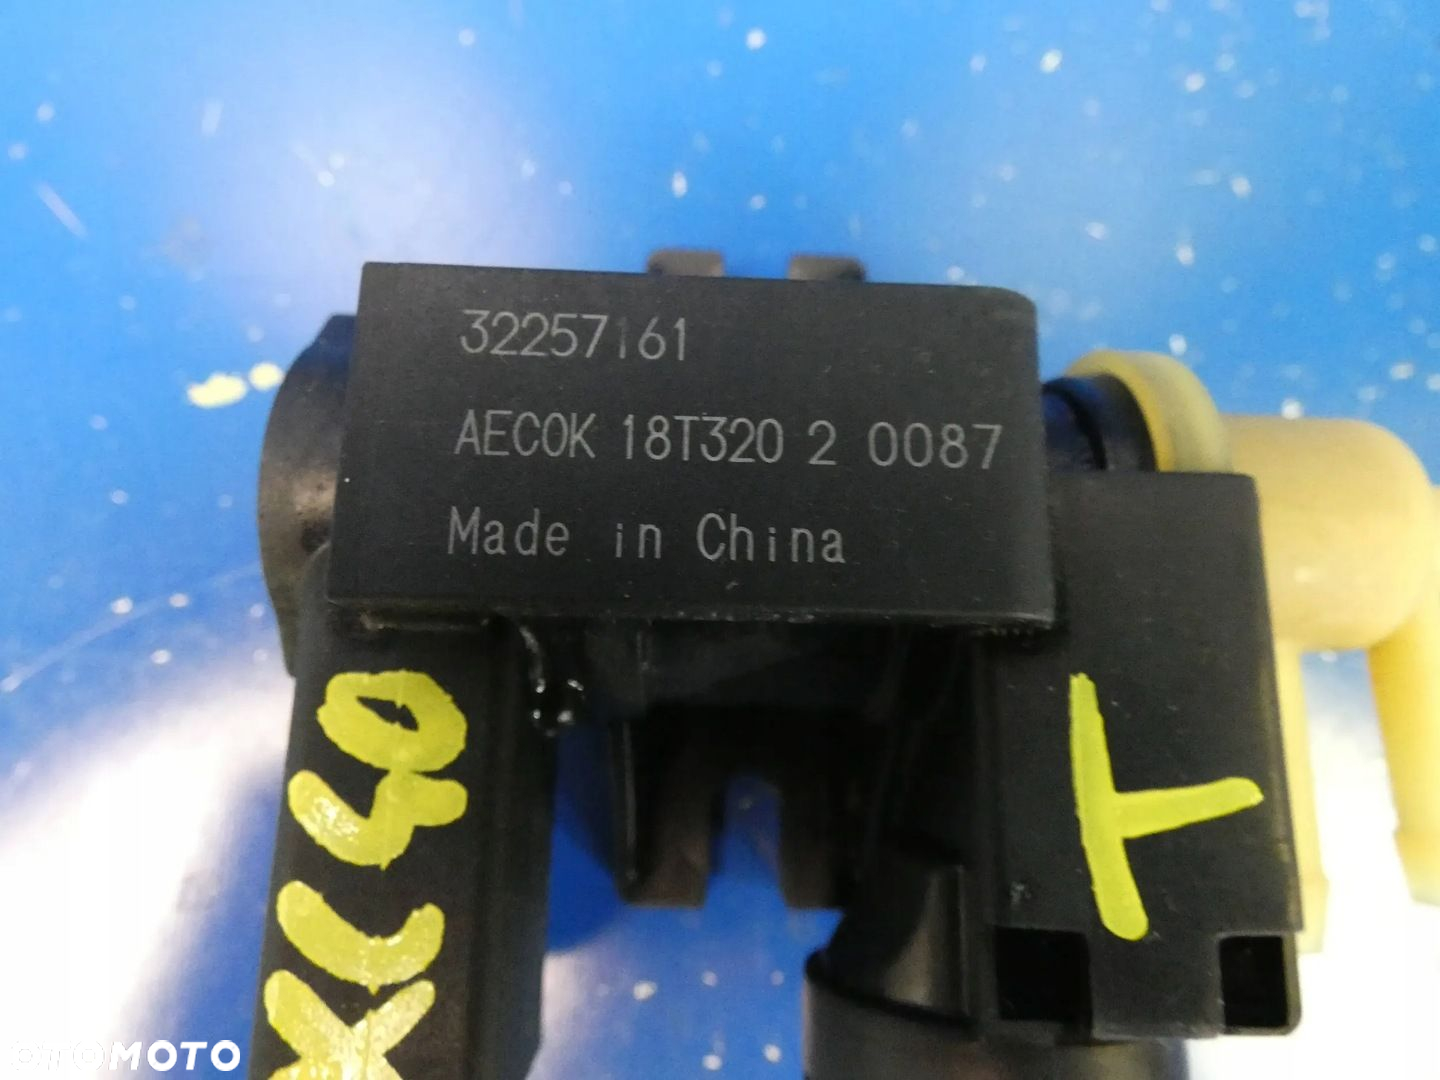 32257161
AECOK 18T320 2 0087
Made in China
XC40
T
OTOMOTO